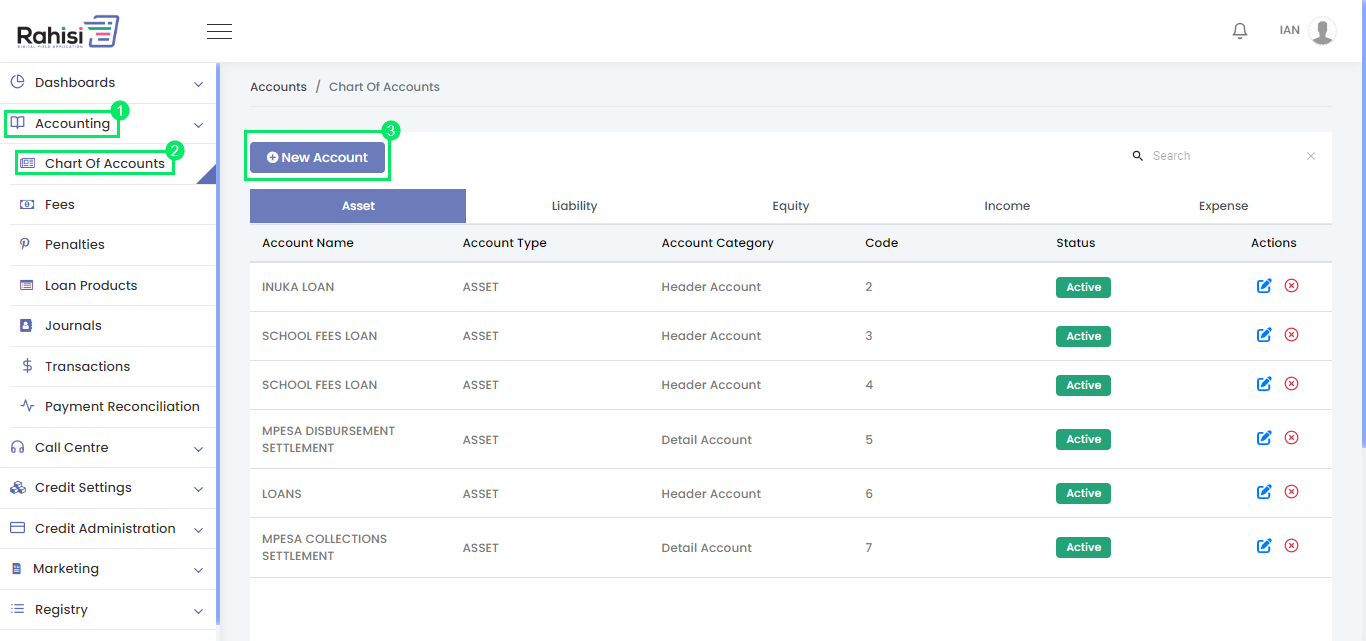 Rahisi
DIGITAL FIELD APPLICATION
IAN
Dashboards
1
Accounting
2
Chart Of Accounts
Fees
Penalties
Loan Products
Journals
Transactions
Payment Reconciliation
Call Centre
Credit Settings
Credit Administration
Marketing
Registry
Accounts / Chart Of Accounts
3
New Account
Search
Asset Liability Equity Income Expense
Account Name Account Type Account Category Code Status Actions
INUKA LOAN ASSET Header Account 2 Active
SCHOOL FEES LOAN ASSET Header Account 3 Active
SCHOOL FEES LOAN ASSET Header Account 4 Active
MPESA DISBURSEMENT
SETTLEMENT ASSET Detail Account 5 Active
LOANS ASSET Header Account 6 Active
MPESA COLLECTIONS
SETTLEMENT ASSET Detail Account 7 Active